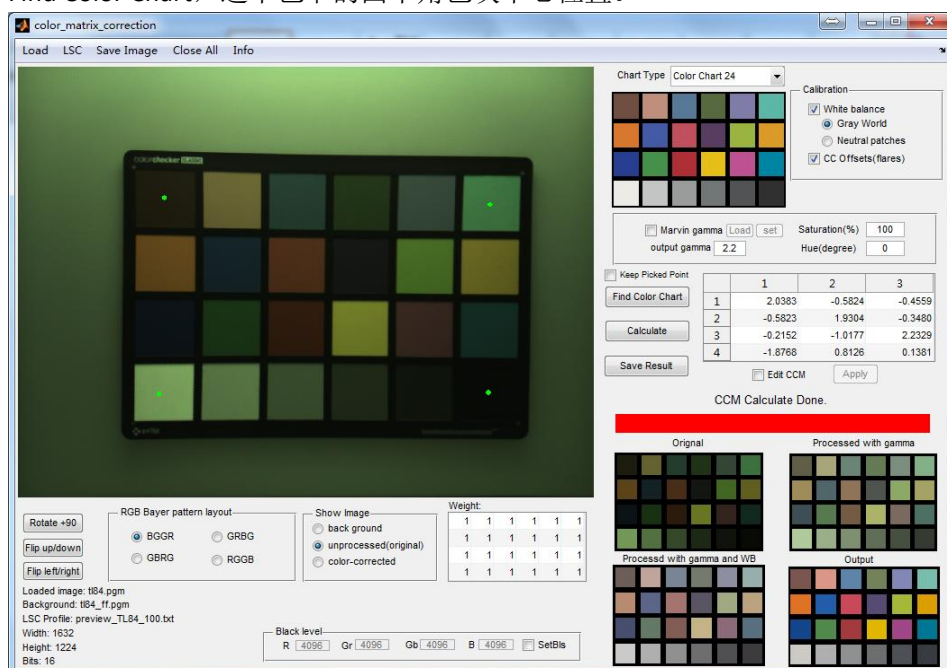 Find Color Chart，
color_matrix_correction
Load LSC Save Image Close All Info
Chart Type Color Chart 24
Calibration
White balance
Gray World
Neutral patches
CC Offsets(flares)
colorchecker CLASSIC
x-rite
Marvin gamma Load set Saturation(%) 100
output gamma 2.2 Hue(degree) 0
Keep Picked Point
Find Color Chart
Calculate
Save Result
1 2 3
1 2.0383 -0.5824 -0.4559
2 -0.5823 1.9304 -0.3480
3 -0.2152 -1.0177 2.2329
4 -1.8768 0.8126 0.1381
Edit CCM Apply
CCM Calculate Done.
Orignal Processed with gamma
Processd with gamma and WB Output
Rotate +90
Flip up/down
Flip left/right
RGB Bayer pattern layout
BGGR GRBG
GBRG RGGB
Show Image
back ground
unprocessed(original)
color-corrected
Weight:
1 1 1 1 1 1
1 1 1 1 1 1
1 1 1 1 1 1
1 1 1 1 1 1
Loaded image: tl84.pgm
Background: tl84_ff.pgm
LSC Profile: preview_TL84_100.txt
Width: 1632
Height: 1224
Bits: 16
Black level
R 4096 Gr 4096 Gb 4096 B 4096 SetBls